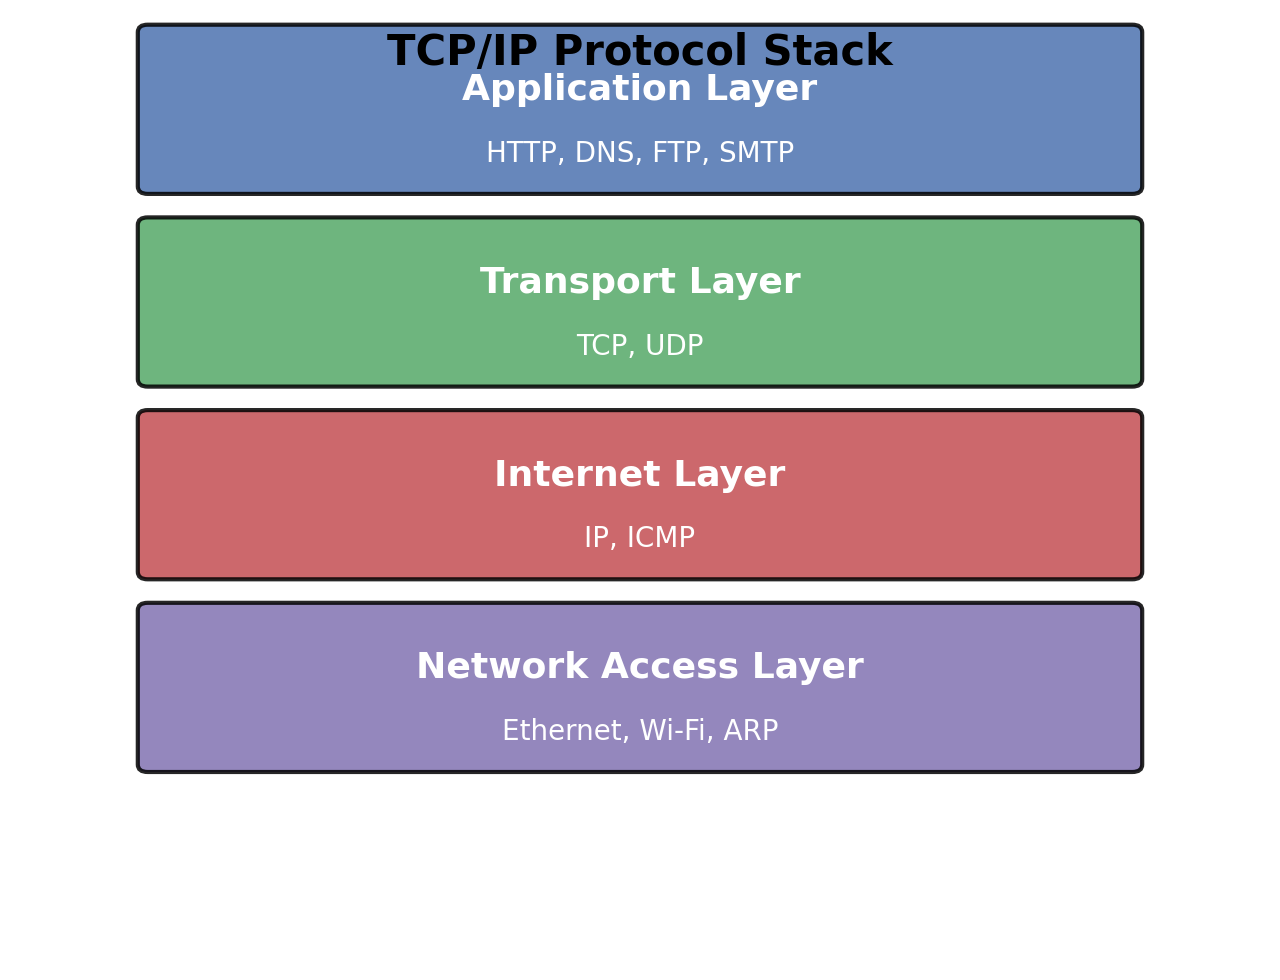 TCP/IP Protocol Stack
Application Layer
HTTP, DNS, FTP, SMTP
Transport Layer
TCP, UDP
Internet Layer
IP, ICMP
Network Access Layer
Ethernet, Wi-Fi, ARP